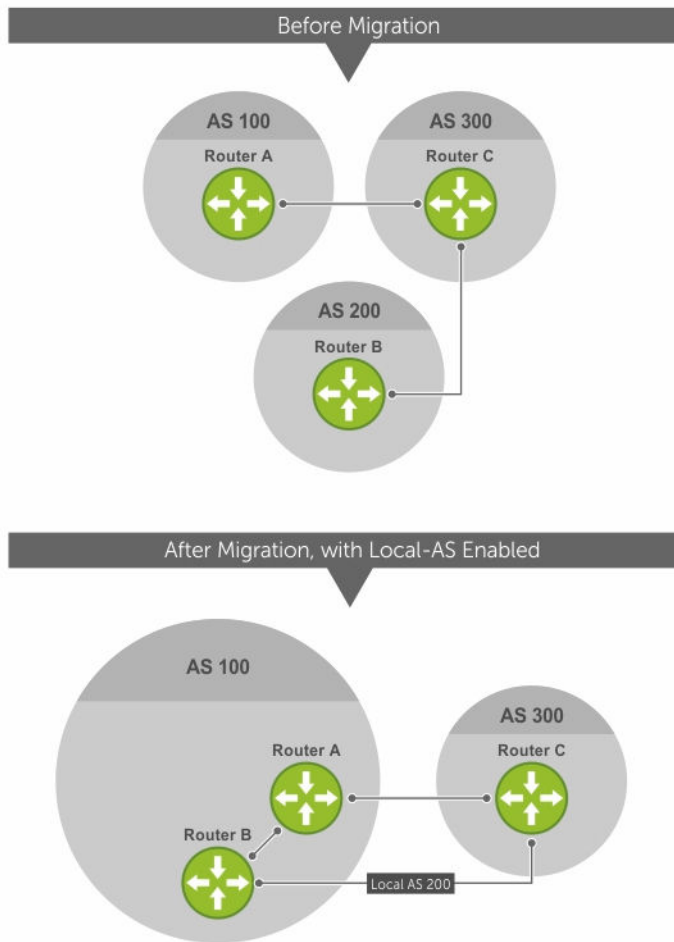 Before Migration
AS 100
AS 300
Router A
Router C
AS 200
Router B
After Migration, with Local-AS Enabled
AS 100
AS 300
Router A
Router C
Router B
Local AS 200